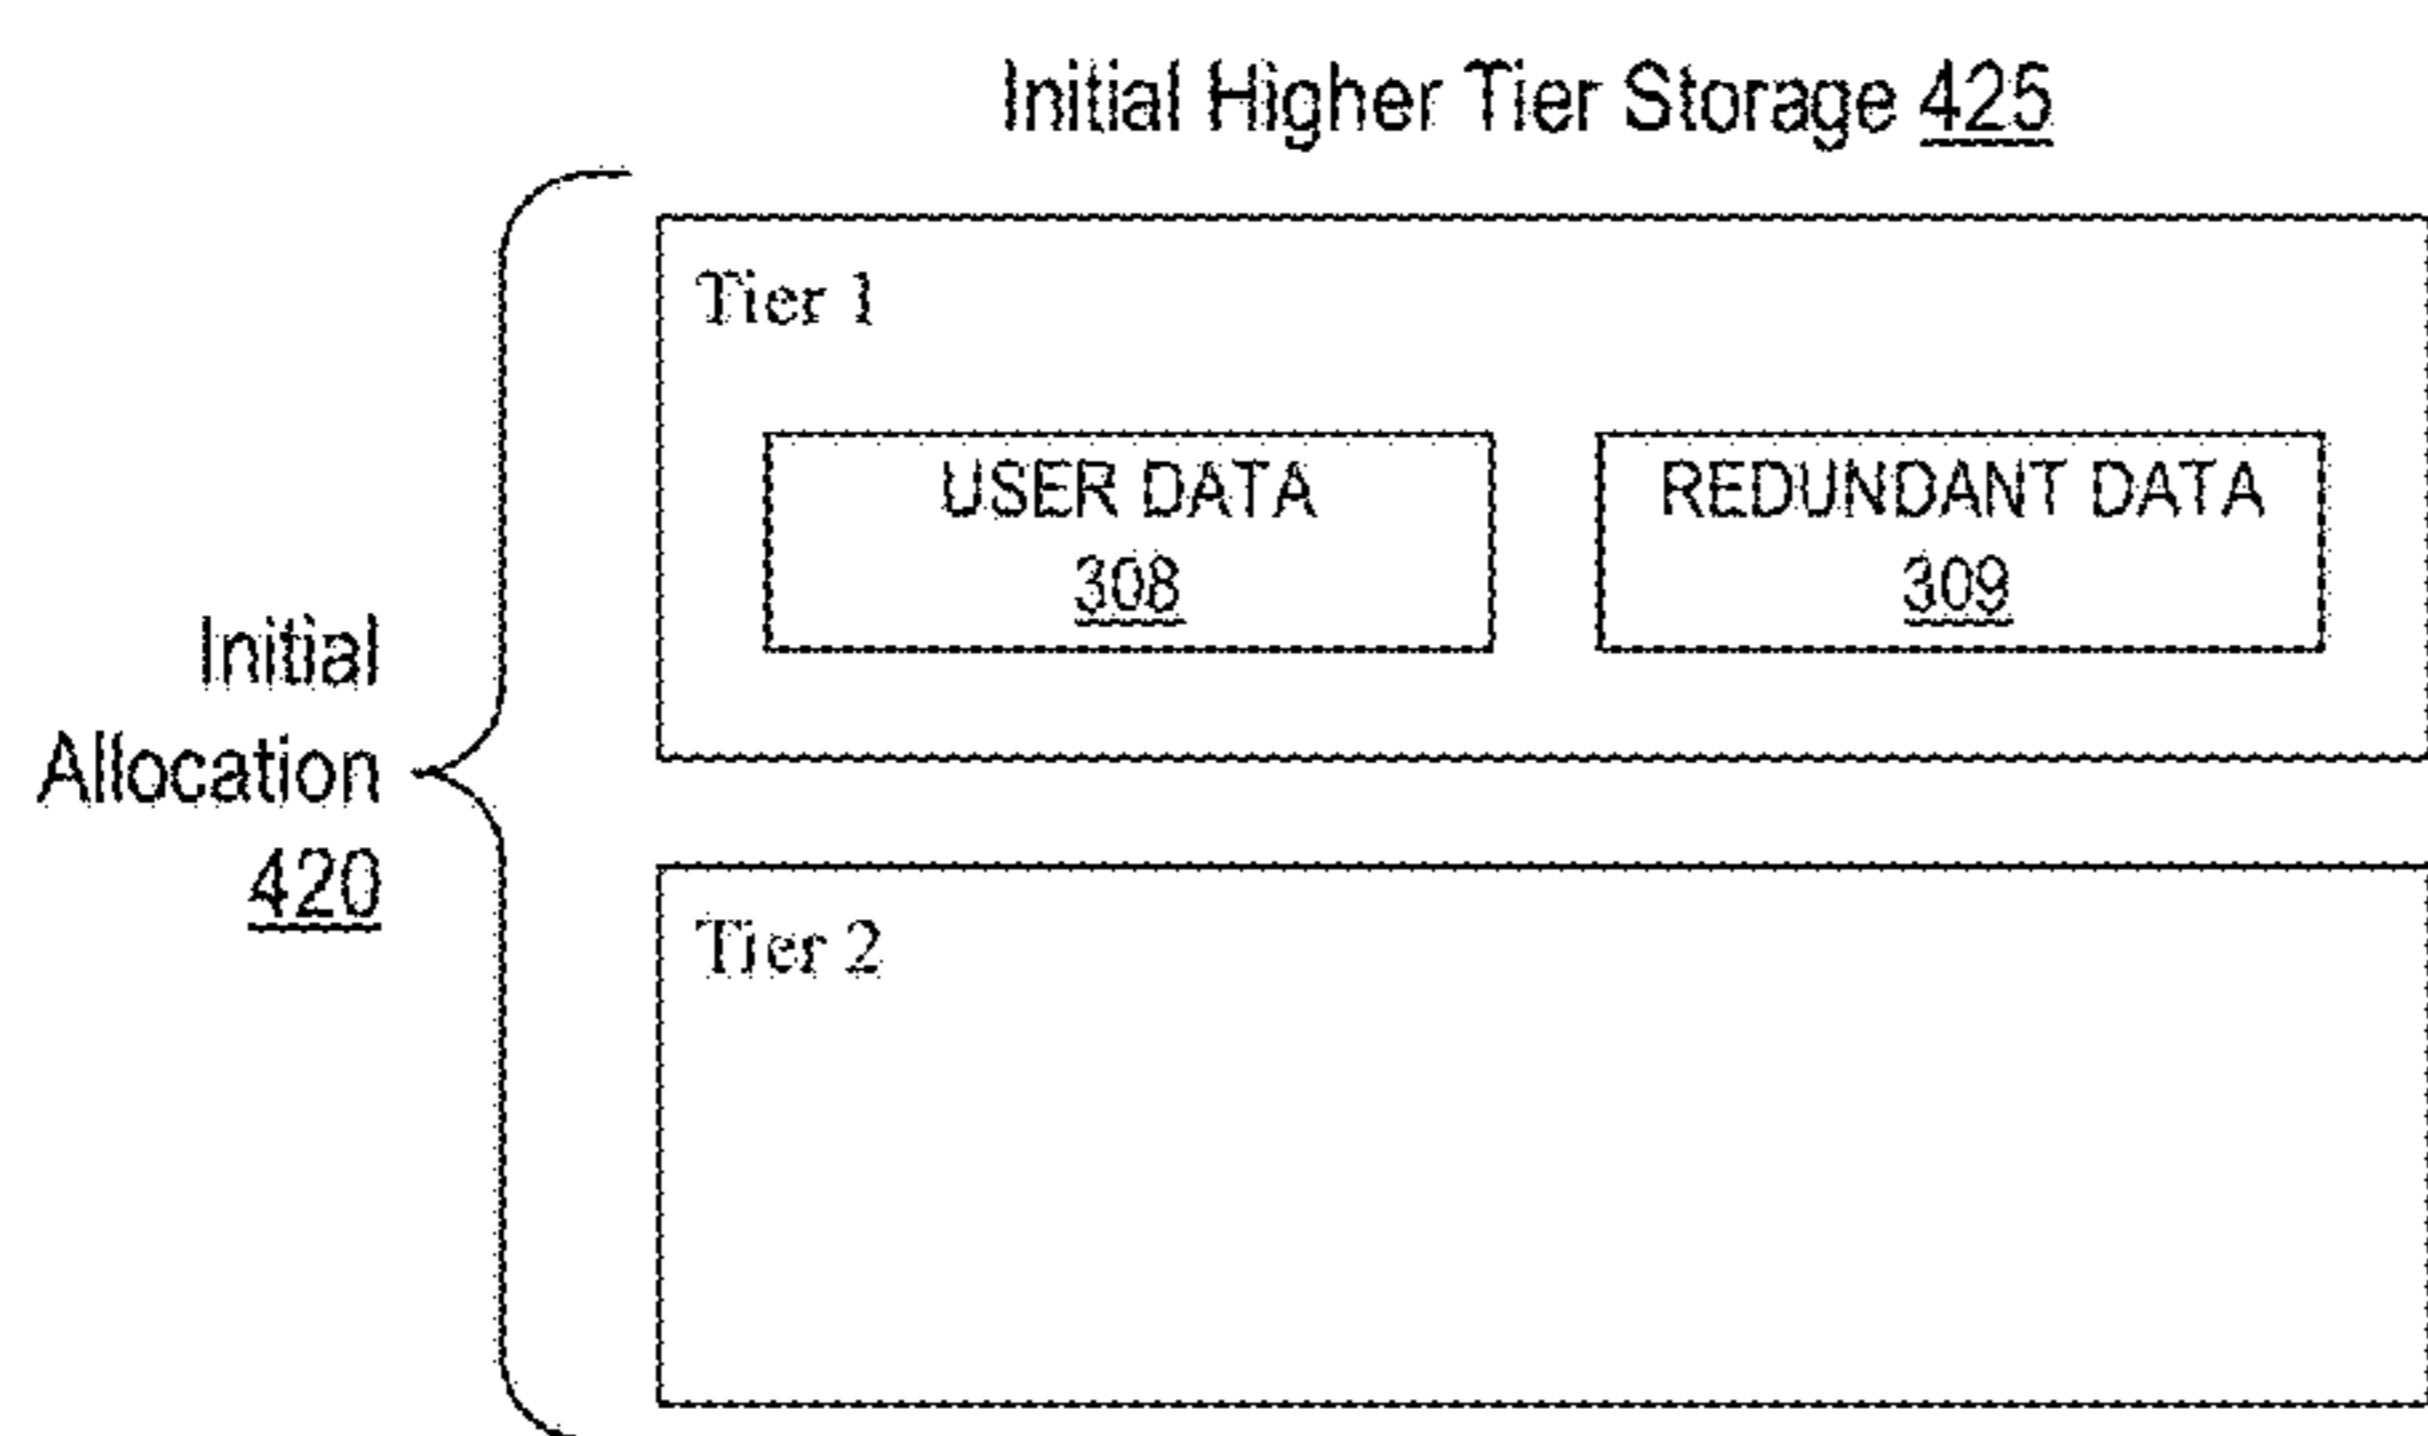 Initial Higher Tier Storage 425
Tier 1
USER DATA
308
REDUNDANT DATA
309
Initial
Allocation
420
Tier 2